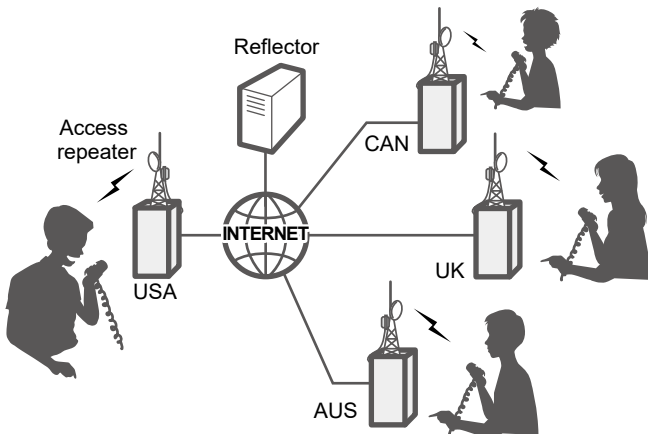 Reflector
CAN
Access
repeater
INTERNET
UK
USA
AUS